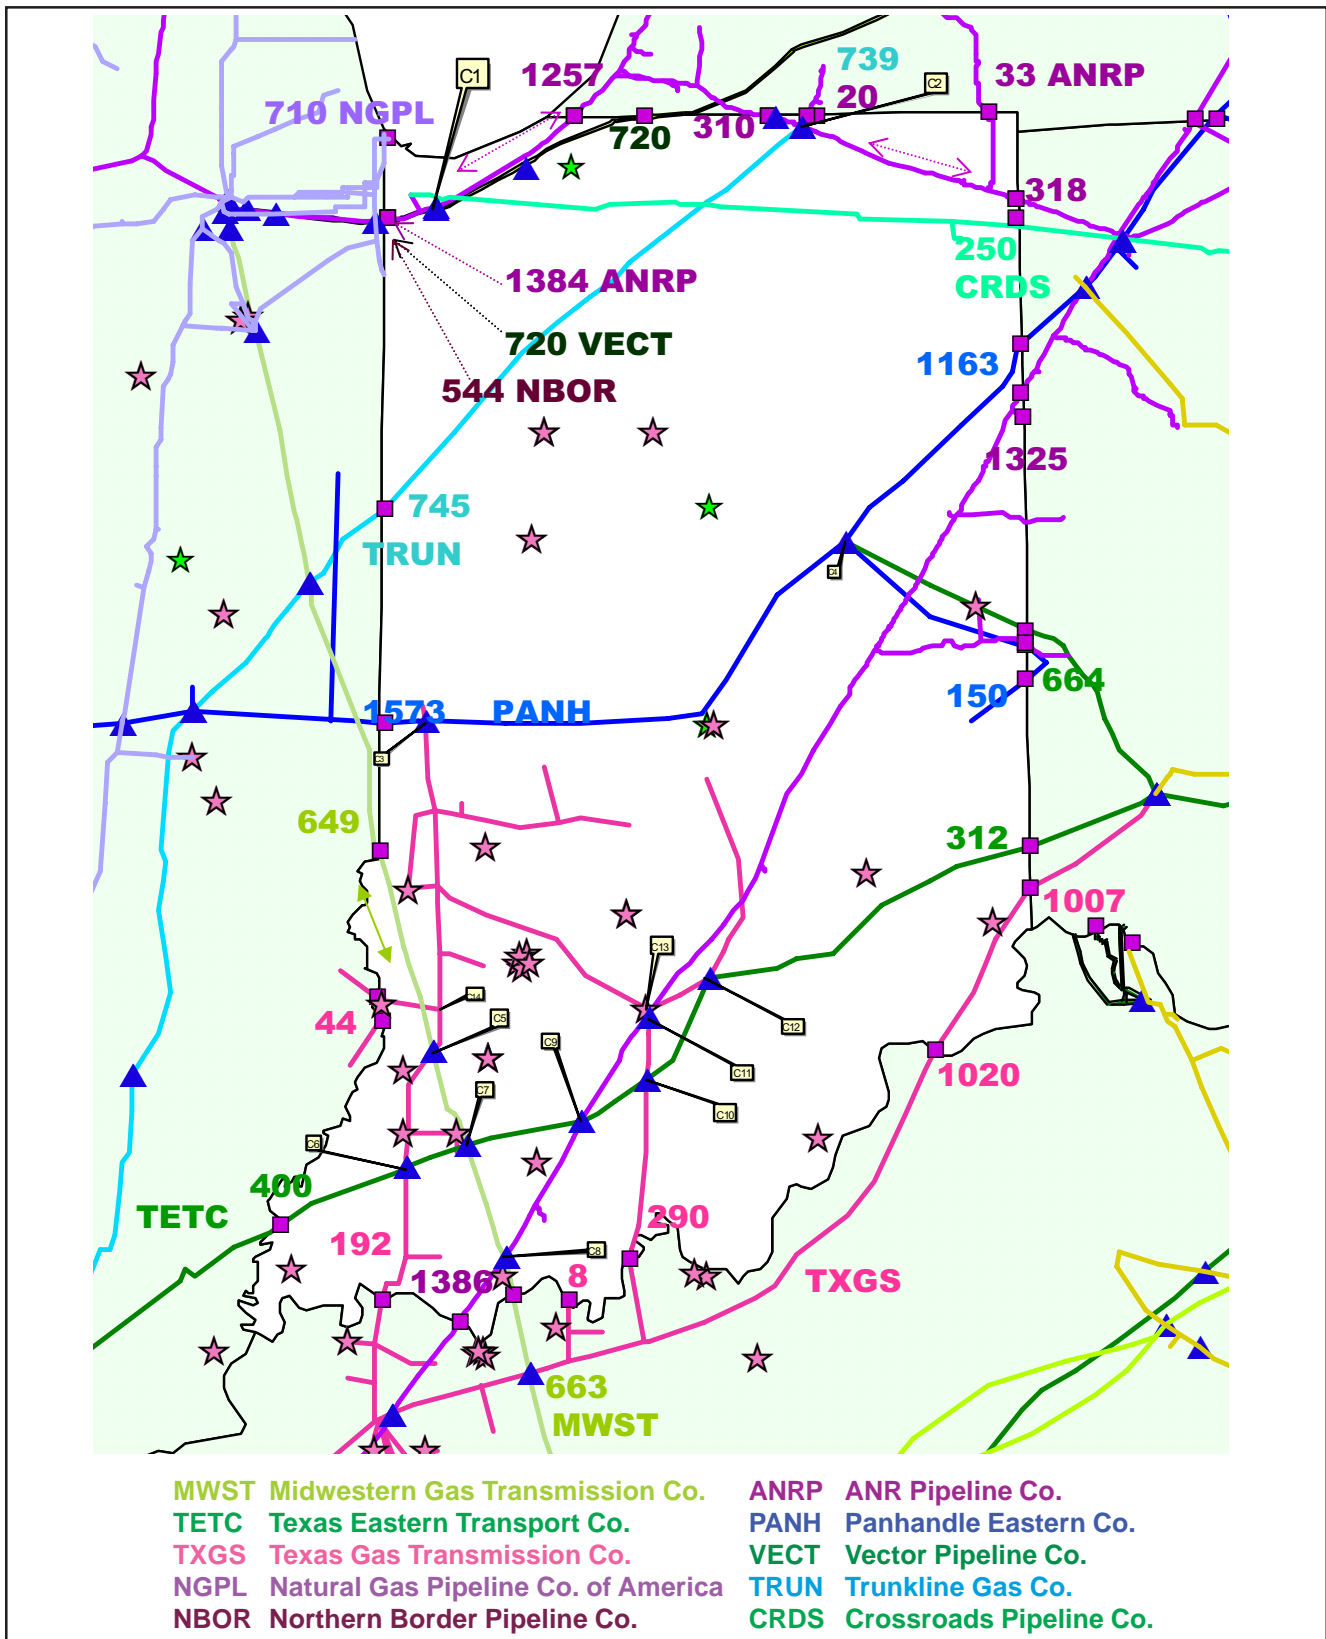 C1
1257
739
20
C2
33 ANRP
710 NGPL
720
310
318
250
CRDS
1384 ANRP
720 VECT
544 NBOR
1163
1325
745
TRUN
C4
1573
PANH
150
664
C3
649
312
1007
C13
C14
44
C5
C9
C12
C11
1020
C7
C10
C6
400
TETC
192
290
C8
1386
8
TXGS
663
MWST
MWST Midwestern Gas Transmission Co.
TETC Texas Eastern Transport Co.
TXGS Texas Gas Transmission Co.
NGPL Natural Gas Pipeline Co. of America
NBOR Northern Border Pipeline Co.
ANRP ANR Pipeline Co.
PANH Panhandle Eastern Co.
VECT Vector Pipeline Co.
TRUN Trunkline Gas Co.
CRDS Crossroads Pipeline Co.